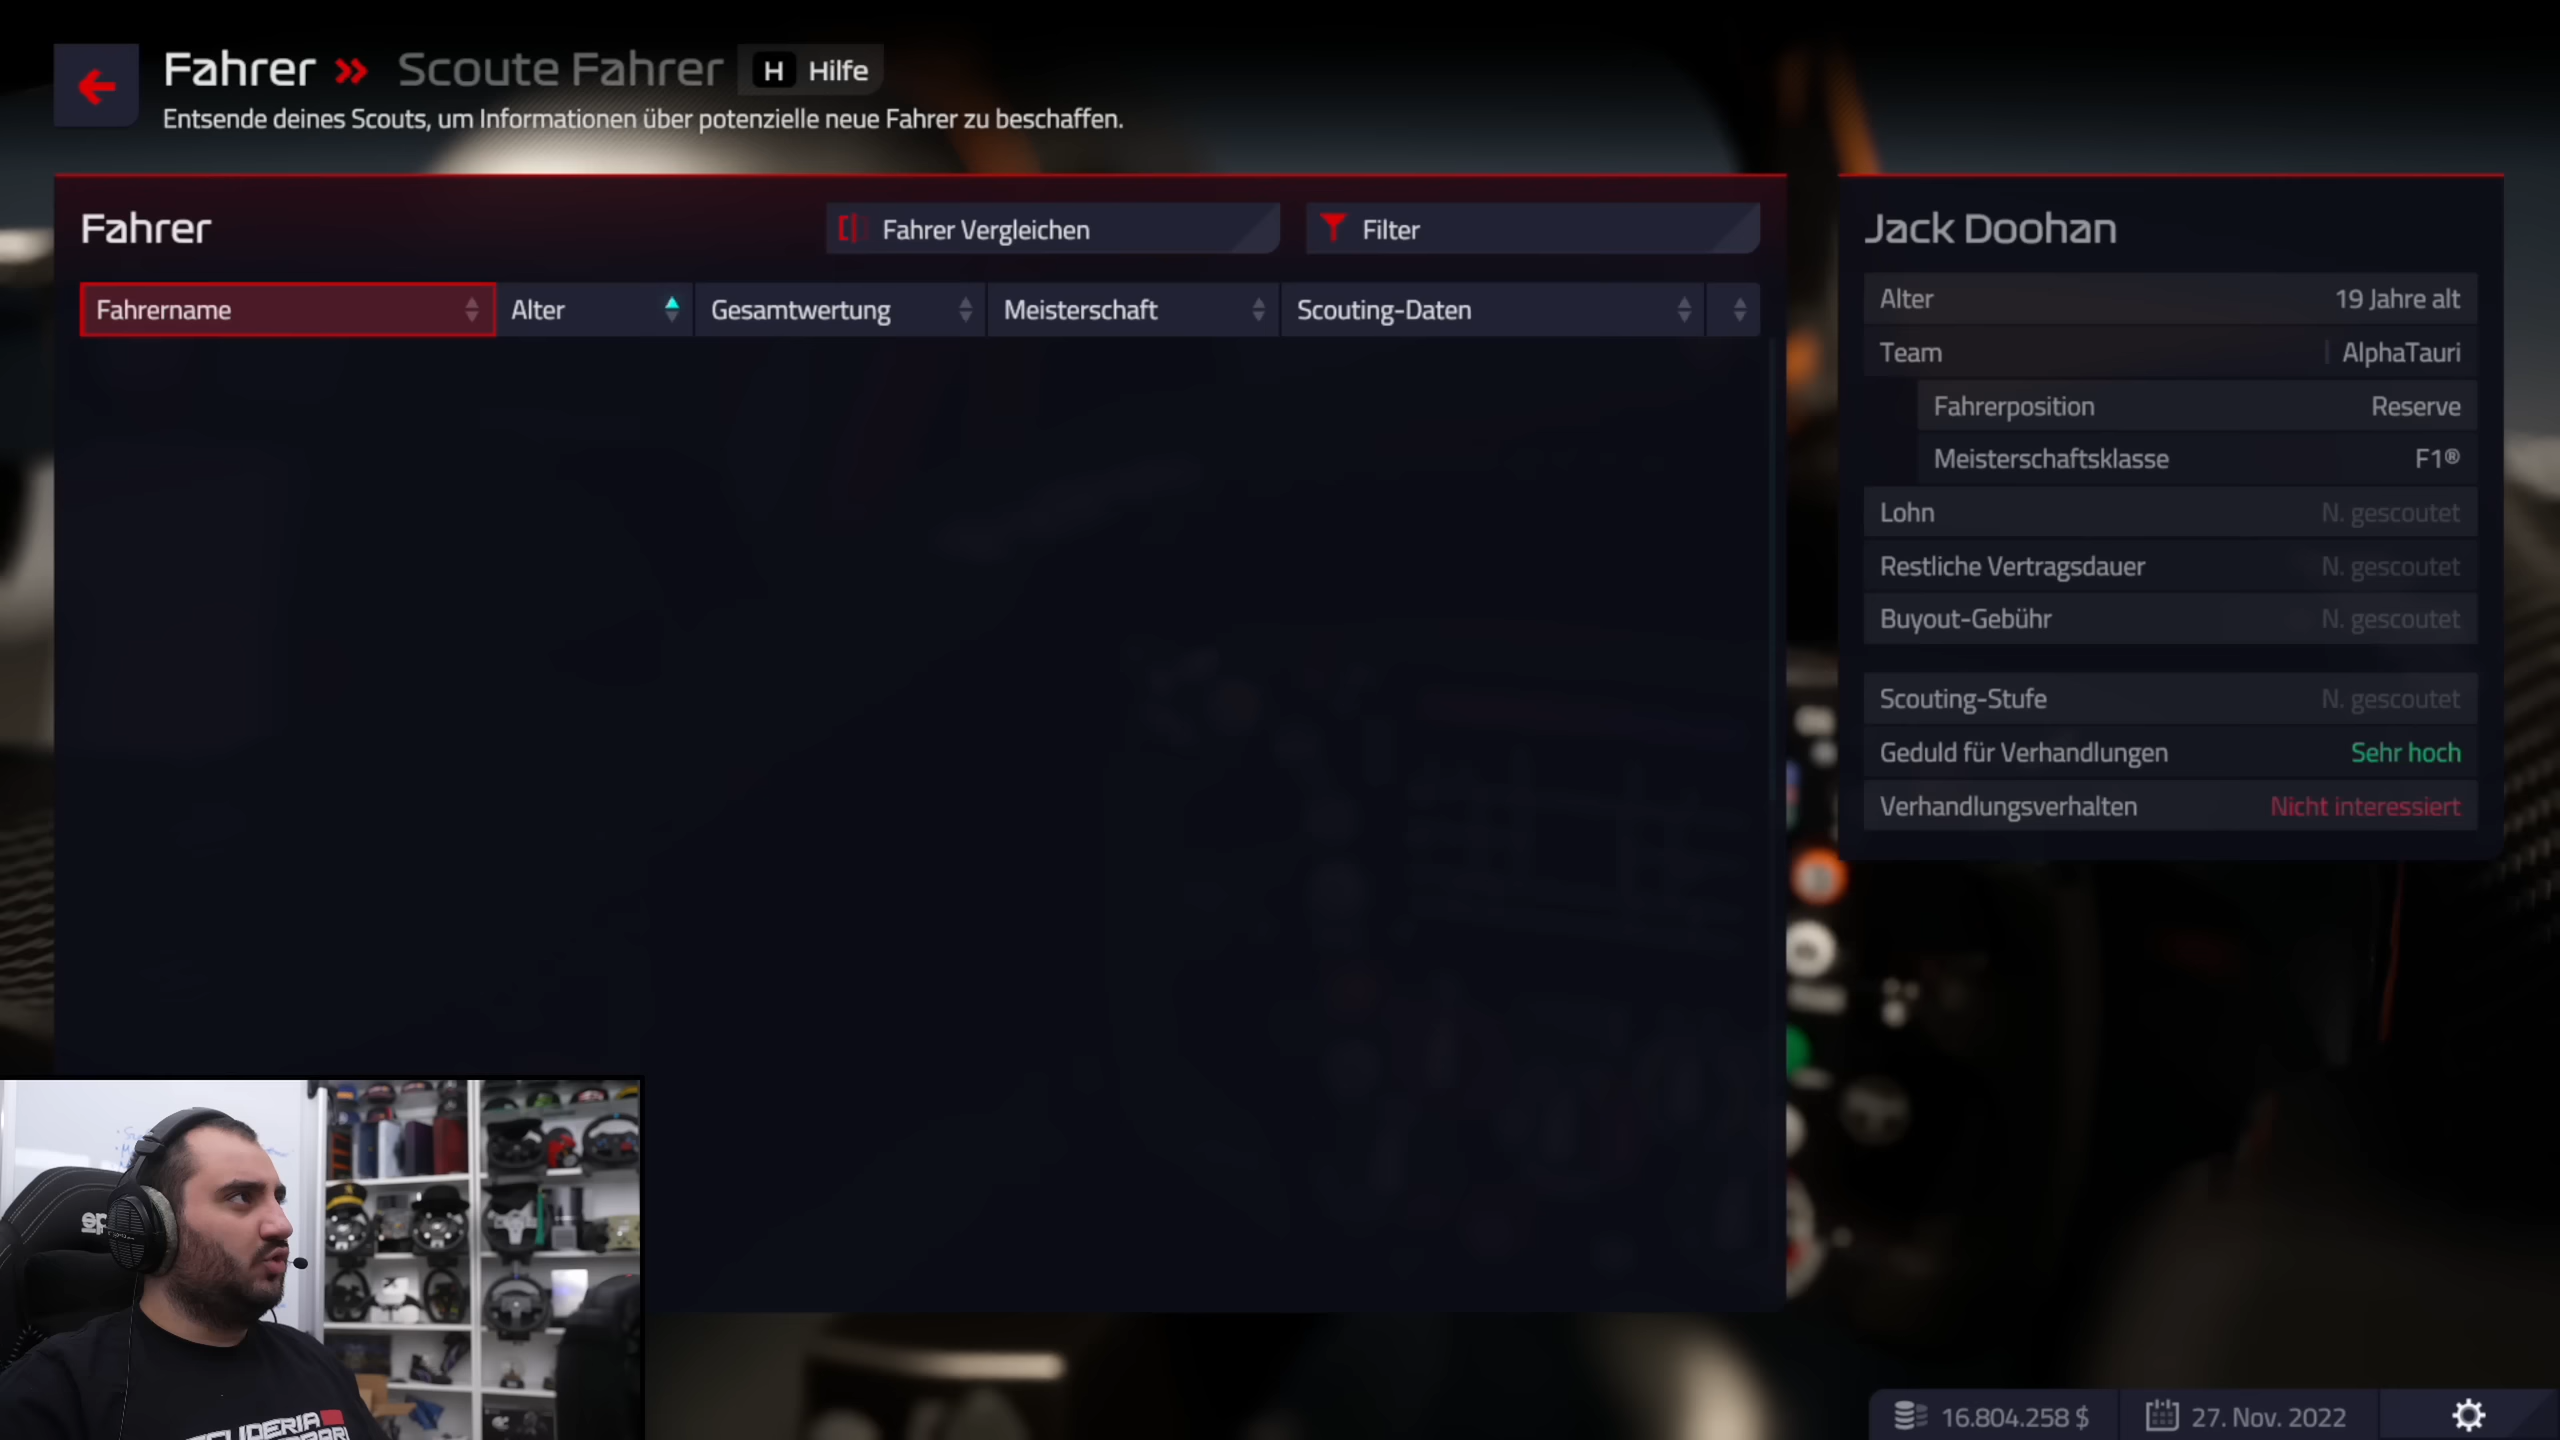 Fahrer » Scoute Fahrer H Hilfe
Entsende deines Scouts, um Informationen über potenzielle neue Fahrer zu beschaffen.
Fahrer
Fahrer Vergleichen
Filter
Fahrername Alter Gesamtwertung Meisterschaft Scouting-Daten
Jack Doohan
Alter 19 Jahre alt
Team AlphaTauri
Fahrerposition Reserve
Meisterschaftsklasse F1®
Lohn N. gescoutet
Restliche Vertragsdauer N. gescoutet
Buyout-Gebühr N. gescoutet
Scouting-Stufe N. gescoutet
Geduld für Verhandlungen Sehr hoch
Verhandlungsverhalten Nicht interessiert
16.804.258 $ 27. Nov. 2022